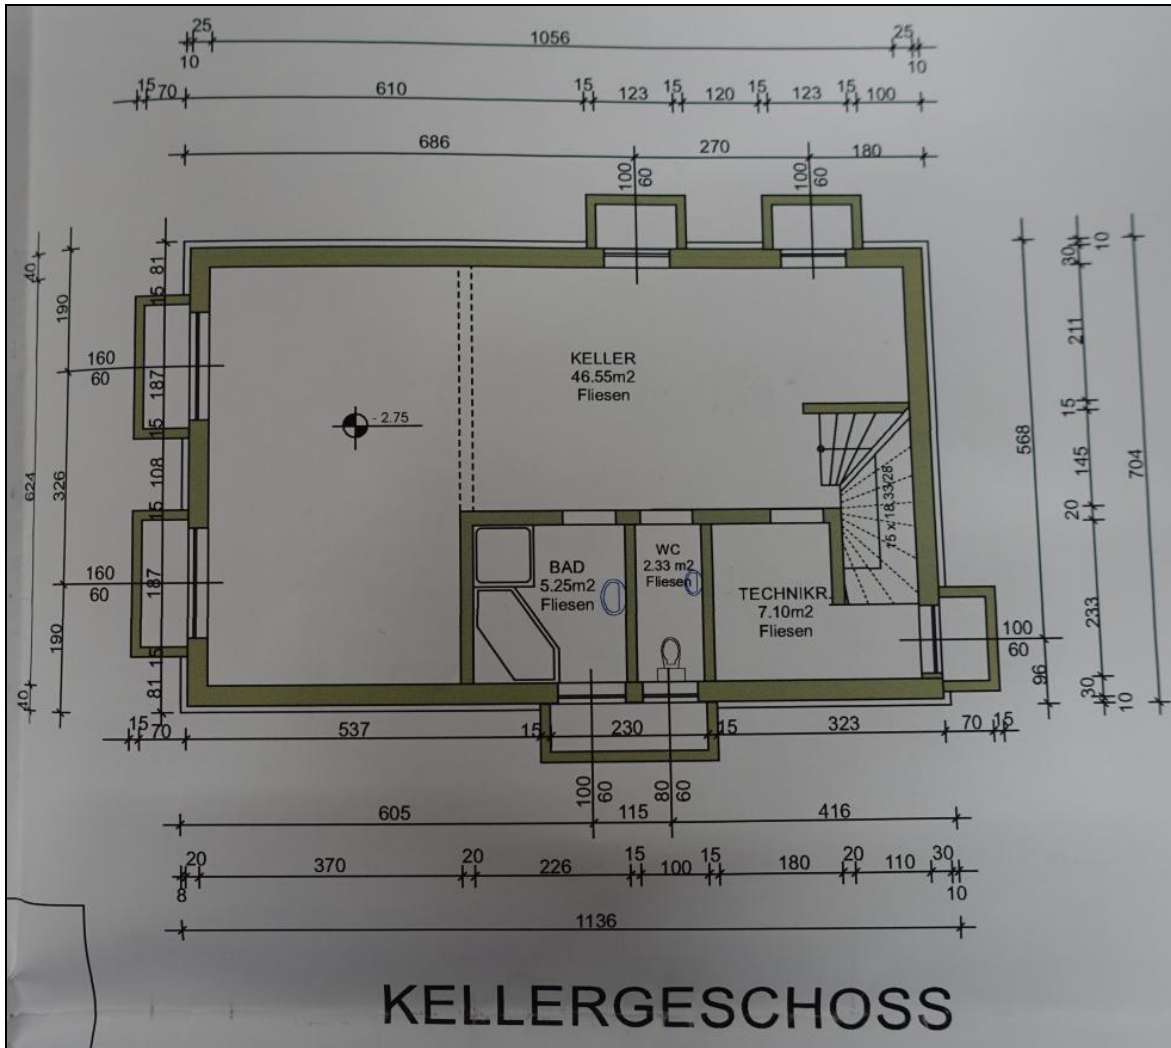 25 1056 25
10 10
15 70 610 15 123 15 120 15 123 15 100
686 270 180
100 60 100 60
40 190 81 15
160 187
60 15
624 326 108
15
160 187
60
190 15
40 81
KELLER
46.55m2
Fliesen
- 2.75
15 x 18,33/28
BAD
5.25m2
Fliesen
WC
2.33 m2
Fliesen
TECHNIKR.
7.10m2
Fliesen
10
30
211
15
568 145 704
20
233
100
60
96 30
10
15 70 537 15 230 15 323 70 15
100 60 80 60
605 115 416
20 370 20 226 15 100 15 180 20 110 30
8 10
1136
KELLERGESCHOSS